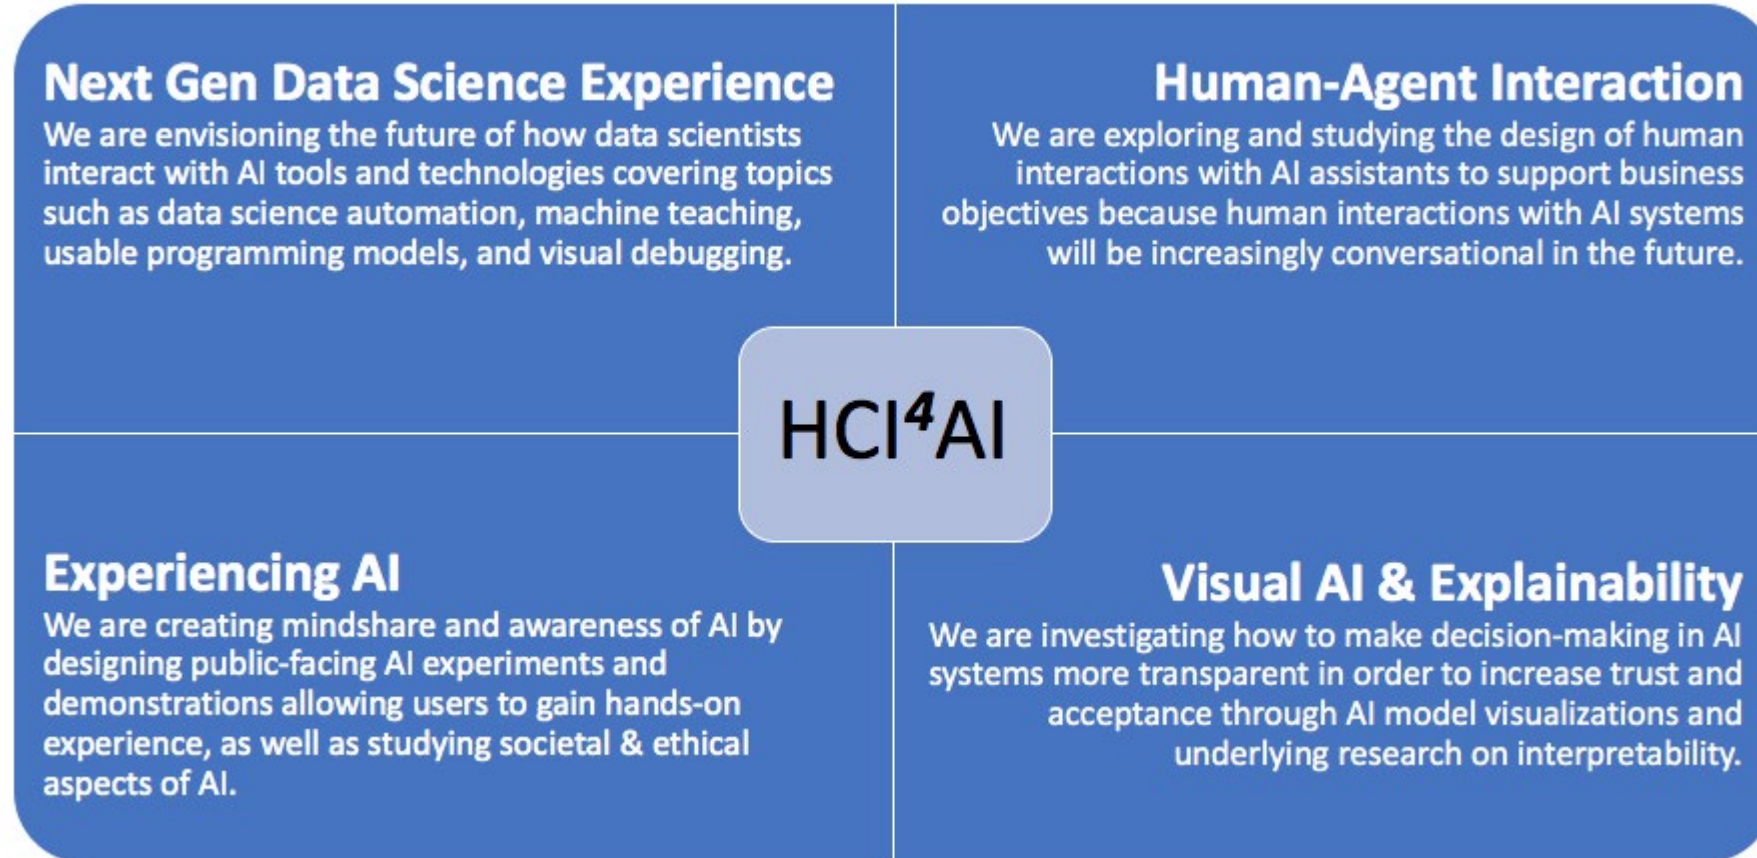 Next Gen Data Science Experience
We are envisioning the future of how data scientists
interact with AI tools and technologies covering topics
such as data science automation, machine teaching,
usable programming models, and visual debugging.
Human-Agent Interaction
We are exploring and studying the design of human
interactions with AI assistants to support business
objectives because human interactions with AI systems
will be increasingly conversational in the future.
HCI⁴AI
Experiencing AI
We are creating mindshare and awareness of AI by
designing public-facing AI experiments and
demonstrations allowing users to gain hands-on
experience, as well as studying societal & ethical
aspects of AI.
Visual AI & Explainability
We are investigating how to make decision-making in AI
systems more transparent in order to increase trust and
acceptance through AI model visualizations and
underlying research on interpretability.